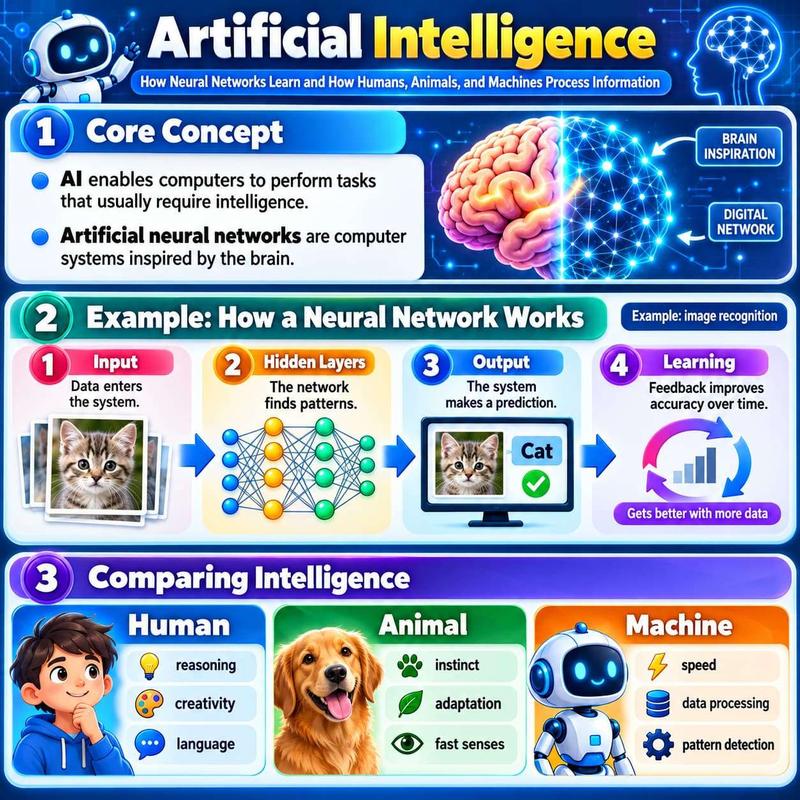 Artificial Intelligence
How Neural Networks Learn and How Humans, Animals, and Machines Process Information
1 Core Concept
AI enables computers to perform tasks
that usually require intelligence.
Artificial neural networks are computer
systems inspired by the brain.
BRAIN
INSPIRATION
DIGITAL
NETWORK
2 Example: How a Neural Network Works
Example: image recognition
1 Input
Data enters
the system.
2 Hidden Layers
The network
finds patterns.
3 Output
The system
makes a prediction.
Cat
4 Learning
Feedback improves
accuracy over time.
Gets better with more data
3 Comparing Intelligence
Human
reasoning
creativity
language
Animal
instinct
adaptation
fast senses
Machine
speed
data processing
pattern detection